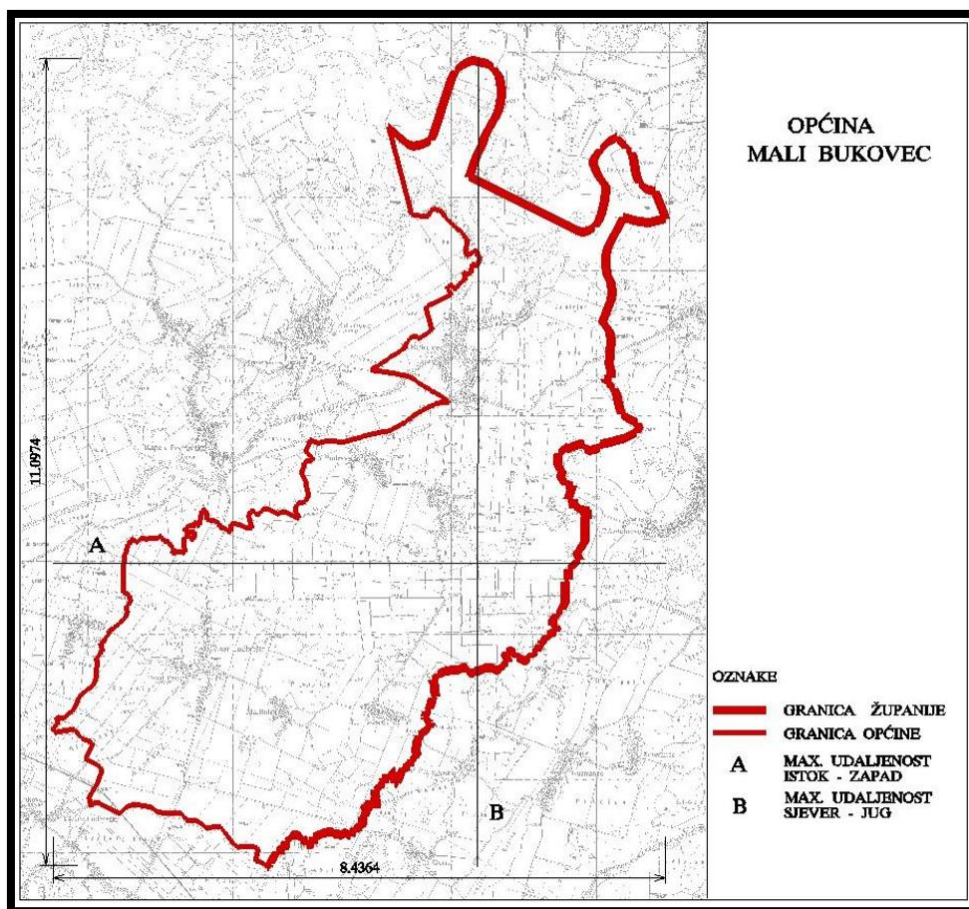 OPĆINA
MALI BUKOVEC
11.0974
A
B
8.4364
OZNAKE
GRANICA ŽUPANIJE
GRANICA OPĆINE
A MAX. UDALJENOST
ISTOK - ZAPAD
B MAX. UDALJENOST
SJEVER - JUG